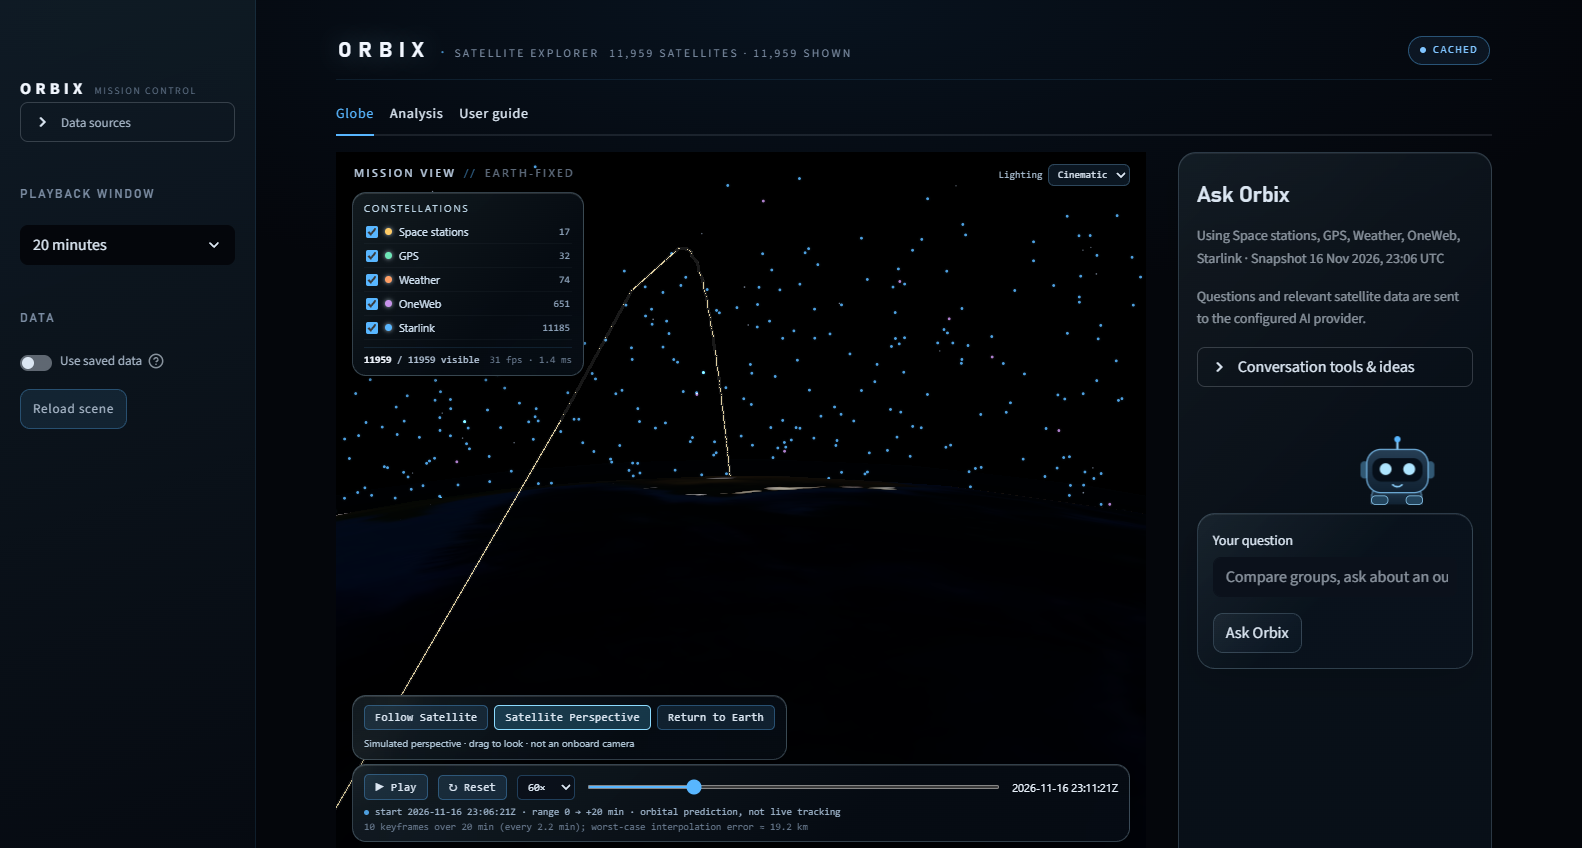 ORBIX MISSION CONTROL
Data sources
PLAYBACK WINDOW
20 minutes
DATA
Use saved data
Reload scene
ORBIX · SATELLITE EXPLORER 11,959 SATELLITES · 11,959 SHOWN
CACHED
Globe Analysis User guide
MISSION VIEW // EARTH-FIXED
Lighting Cinematic
CONSTELLATIONS
Space stations 17
GPS 32
Weather 74
OneWeb 651
Starlink 11185
11959 / 11959 visible 31 fps · 1.4 ms
Follow Satellite Satellite Perspective Return to Earth
Simulated perspective · drag to look · not an onboard camera
▶ Play ↻ Reset 60× 2026-11-16 23:11:21Z
start 2026-11-16 23:06:21Z · range 0 → +20 min · orbital prediction, not live tracking
10 keyframes over 20 min (every 2.2 min); worst-case interpolation error ≈ 19.2 km
Ask Orbix
Using Space stations, GPS, Weather, OneWeb,
Starlink · Snapshot 16 Nov 2026, 23:06 UTC
Questions and relevant satellite data are sent
to the configured AI provider.
Conversation tools & ideas
Your question
Compare groups, ask about an ou
Ask Orbix